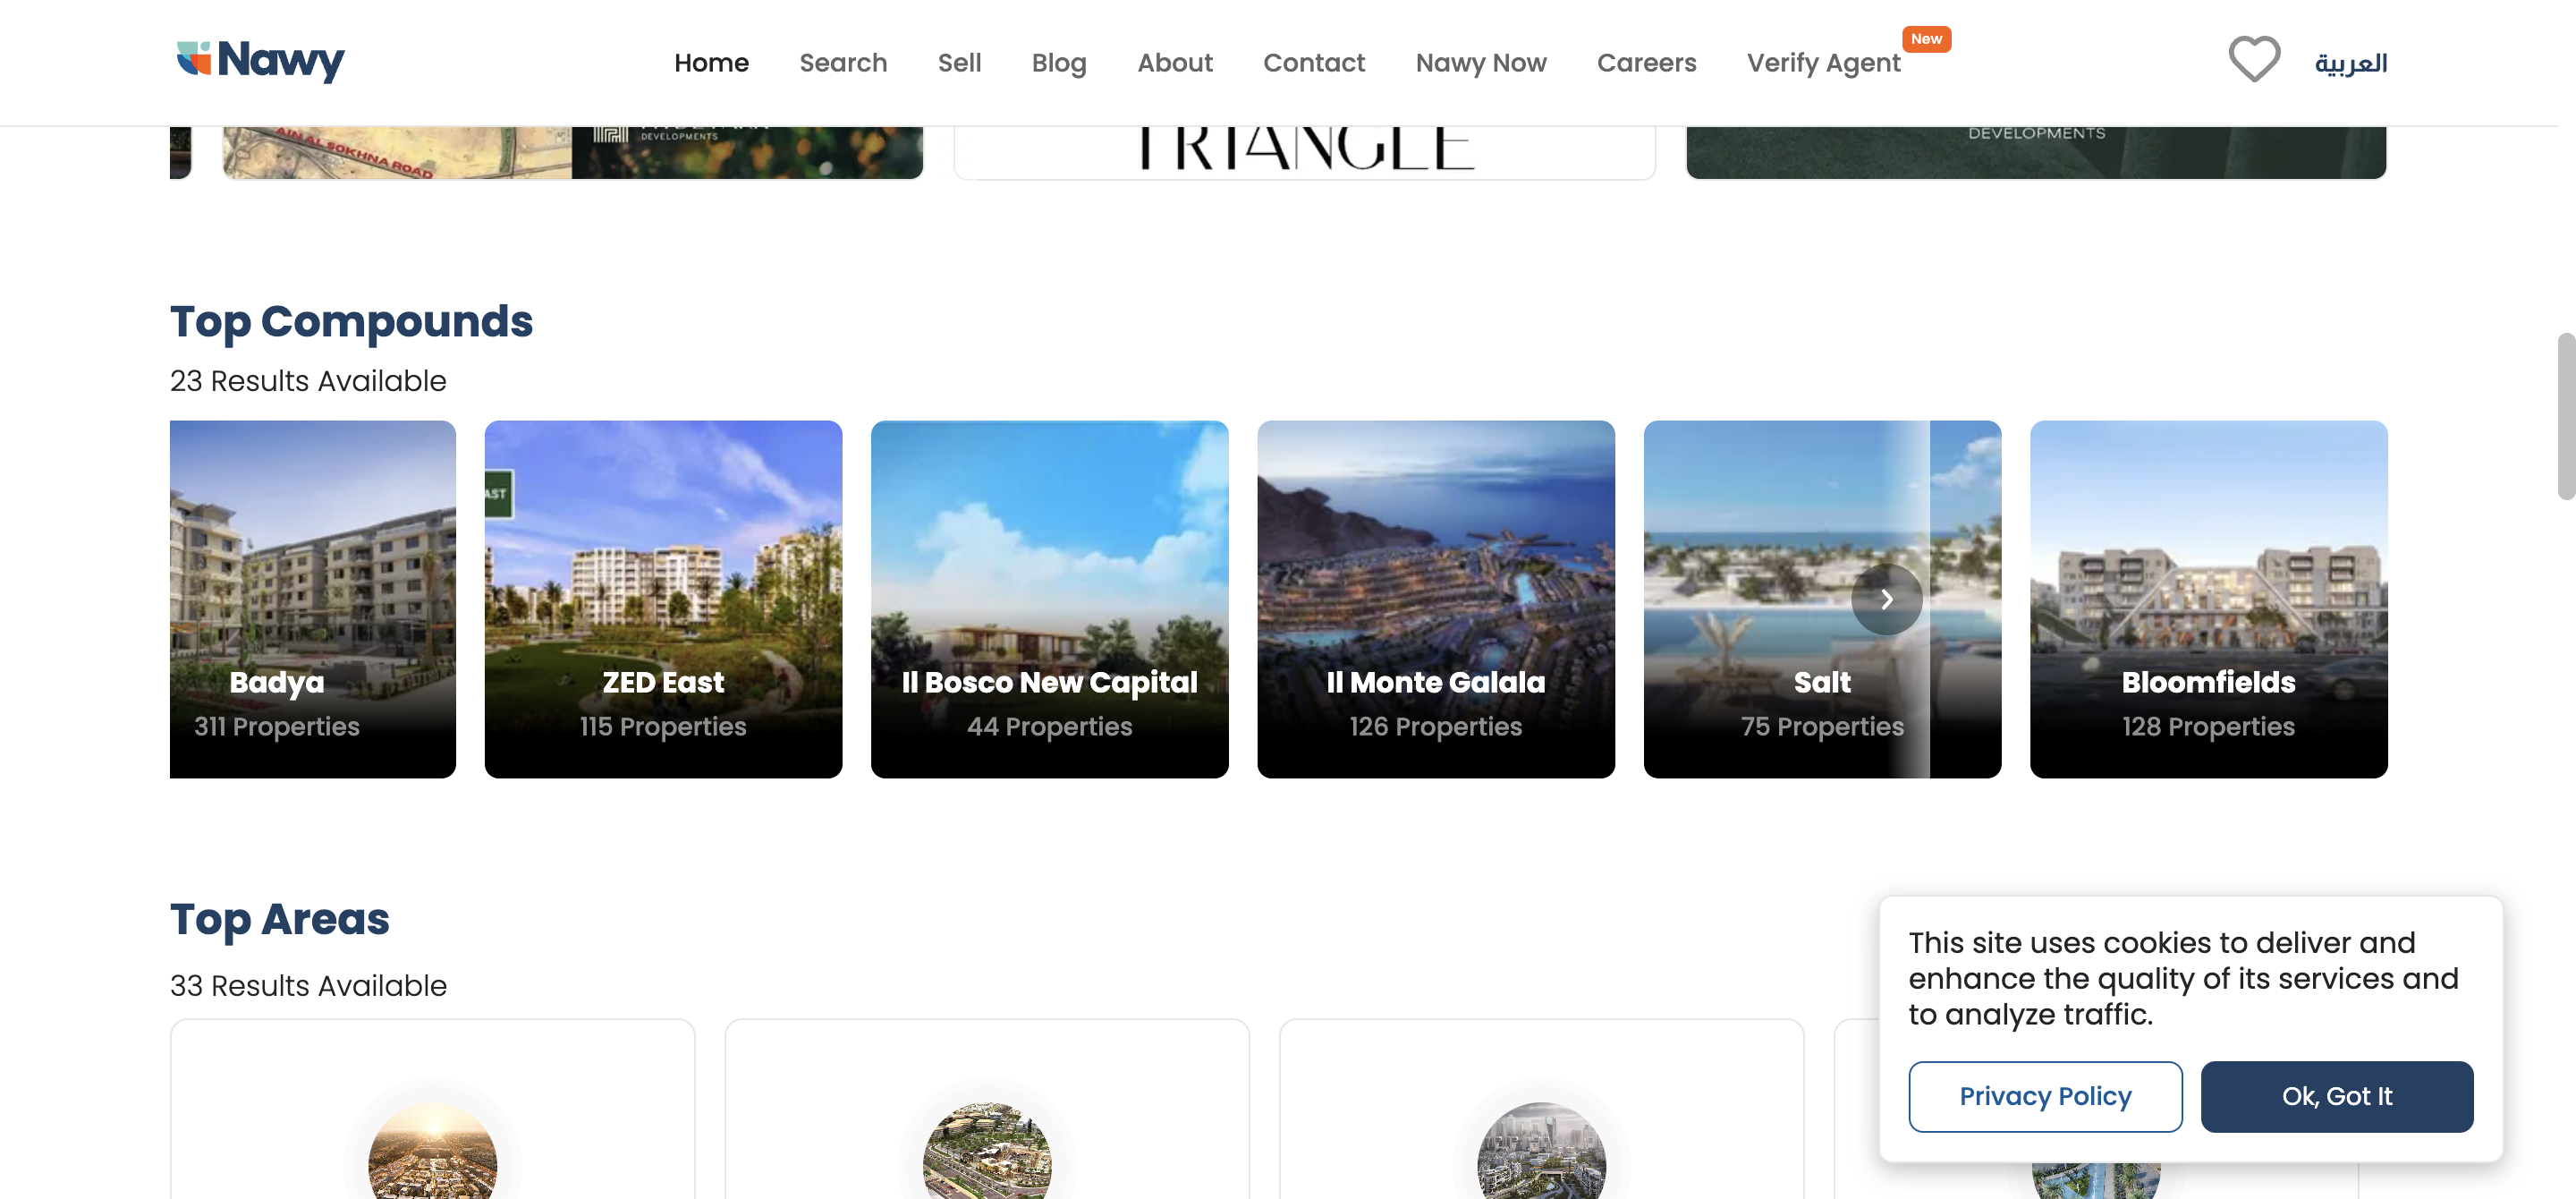 Nawy
Home
Search
Sell
Blog
About
Contact
Nawy Now
Careers
Verify Agent
New
العربية
AIN AL SOKHNA ROAD
DEVELOPMENTS
TRIANGLE
DEVELOPMENTS
Top Compounds
23 Results Available
Badya
311 Properties
AST
ZED East
115 Properties
Il Bosco New Capital
44 Properties
Il Monte Galala
126 Properties
Salt
75 Properties
Bloomfields
128 Properties
Top Areas
33 Results Available
This site uses cookies to deliver and
enhance the quality of its services and
to analyze traffic.
Privacy Policy
Ok, Got It